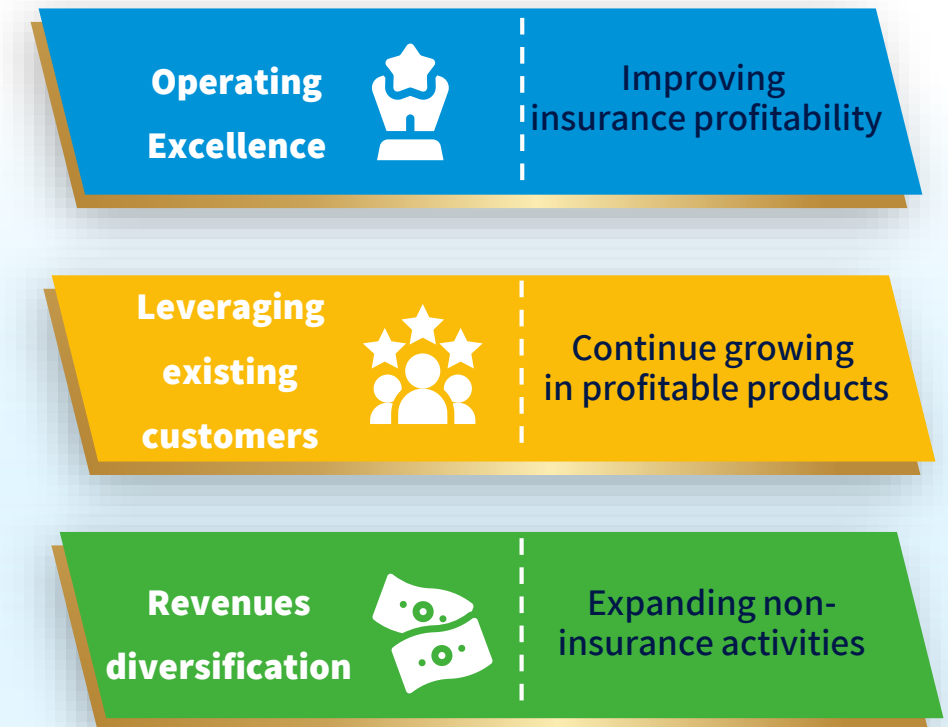 Operating
Excellence
Improving
insurance profitability
Leveraging
existing
customers
Continue growing
in profitable products
Revenues
diversification
Expanding non-
insurance activities